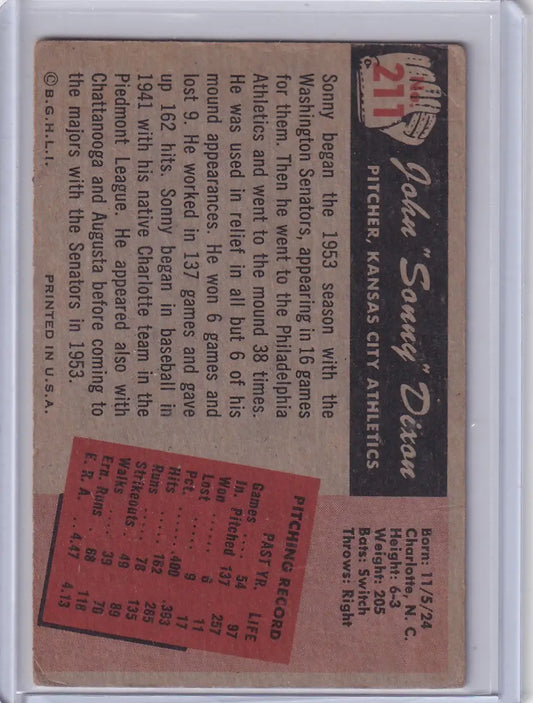 No.
211
John "Sonny" Dixon
PITCHER, KANSAS CITY ATHLETICS
Born: 11/5/24
Charlotte, N. C.
Height: 6-3
Weight: 205
Bats: Switch
Throws: Right
Sonny began the 1953 season with the
Washington Senators, appearing in 16 games
for them. Then he went to the Philadelphia
Athletics and went to the mound 38 times.
He was used in relief in all but 6 of his
mound appearances. He won 6 games and
lost 9. He worked in 137 games and gave
up 162 hits. Sonny began in baseball in
1941 with his native Charlotte team in the
Piedmont League. He appeared also with
Chattanooga and Augusta before coming to
the majors with the Senators in 1953.
PITCHING RECORD
PAST YR. LIFE
Games .... 54 97
In. Pitched 137 257
Won ...... 6 11
Lost ...... 9 17
Pct. ...... .400 .393
Hits ...... 162 265
Runs ..... 78 135
Strikeouts 49 89
Walks .... 39 70
Ern. Runs 68 118
E. R. A. .. 4.47 4.13
©B.G.H.L.I. PRINTED IN U.S.A.